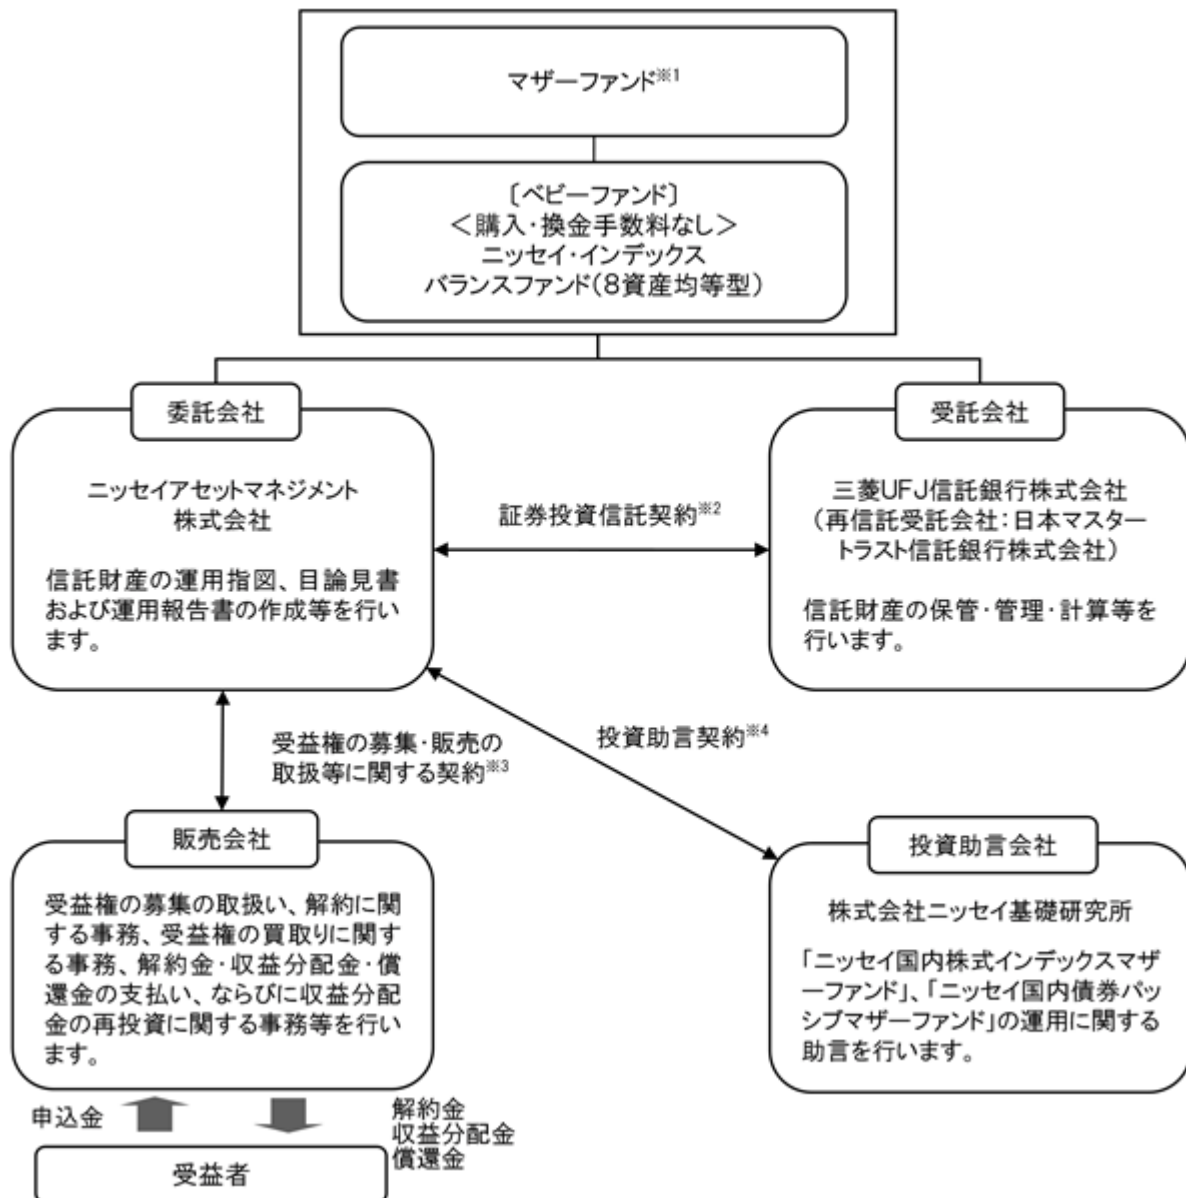 マザーファンド※1
〔ベビーファンド〕
＜購入・換金手数料なし＞
ニッセイ・インデックス
バランスファンド（８資産均等型）
委託会社
ニッセイアセットマネジメント
株式会社
信託財産の運用指図、目論見書
および運用報告書の作成等を行い
ます。
証券投資信託契約※2
受託会社
三菱ＵＦＪ信託銀行株式会社
（再信託受託会社：日本マスター
トラスト信託銀行株式会社）
信託財産の保管・管理・計算等を
行います。
受益権の募集・販売の
取扱等に関する契約※3
投資助言契約※4
販売会社
受益権の募集の取扱い、解約に関
する事務、受益権の買取りに関す
る事務、解約金・収益分配金・償
還金の支払い、ならびに収益分配
金の再投資に関する事務等を行い
ます。
投資助言会社
株式会社ニッセイ基礎研究所
「ニッセイ国内株式インデックスマザ
ーファンド」、「ニッセイ国内債券パッ
シブマザーファンド」の運用に関する
助言を行います。
申込金
解約金
収益分配金
償還金
受益者